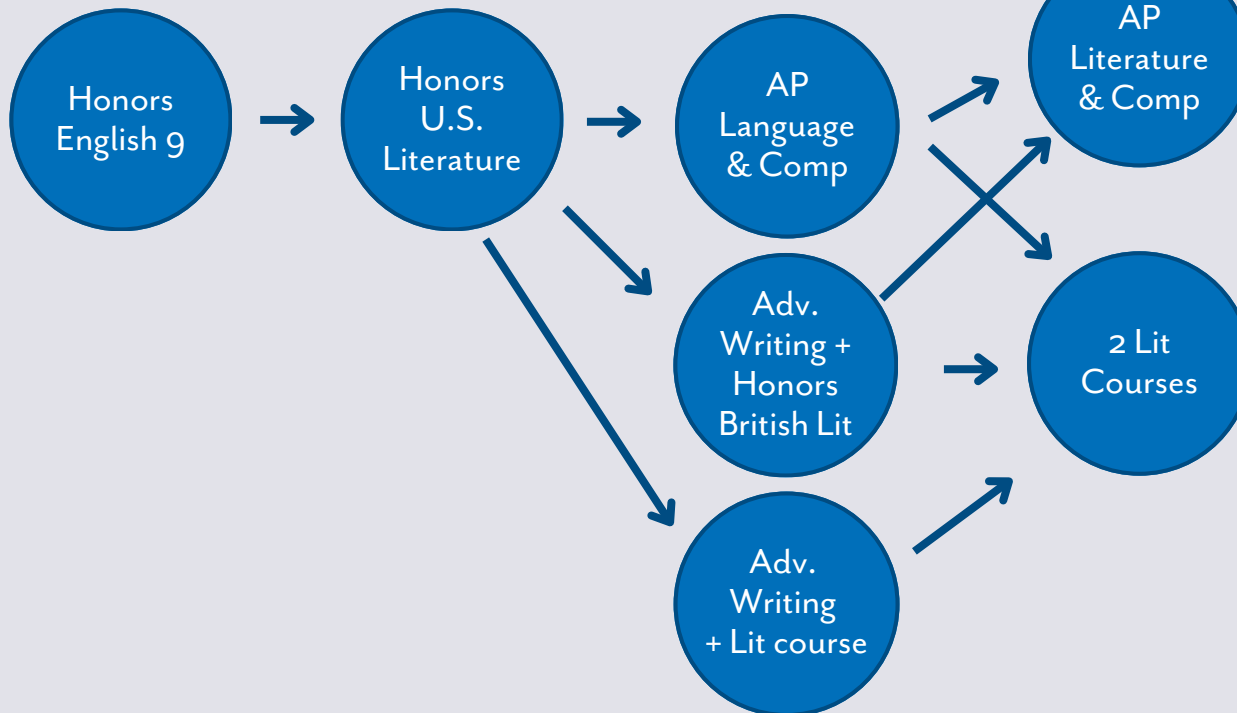 Honors
English 9
Honors
U.S.
Literature
AP
Language
& Comp
AP
Literature
& Comp
Adv.
Writing +
Honors
British Lit
2 Lit
Courses
Adv.
Writing
+ Lit course